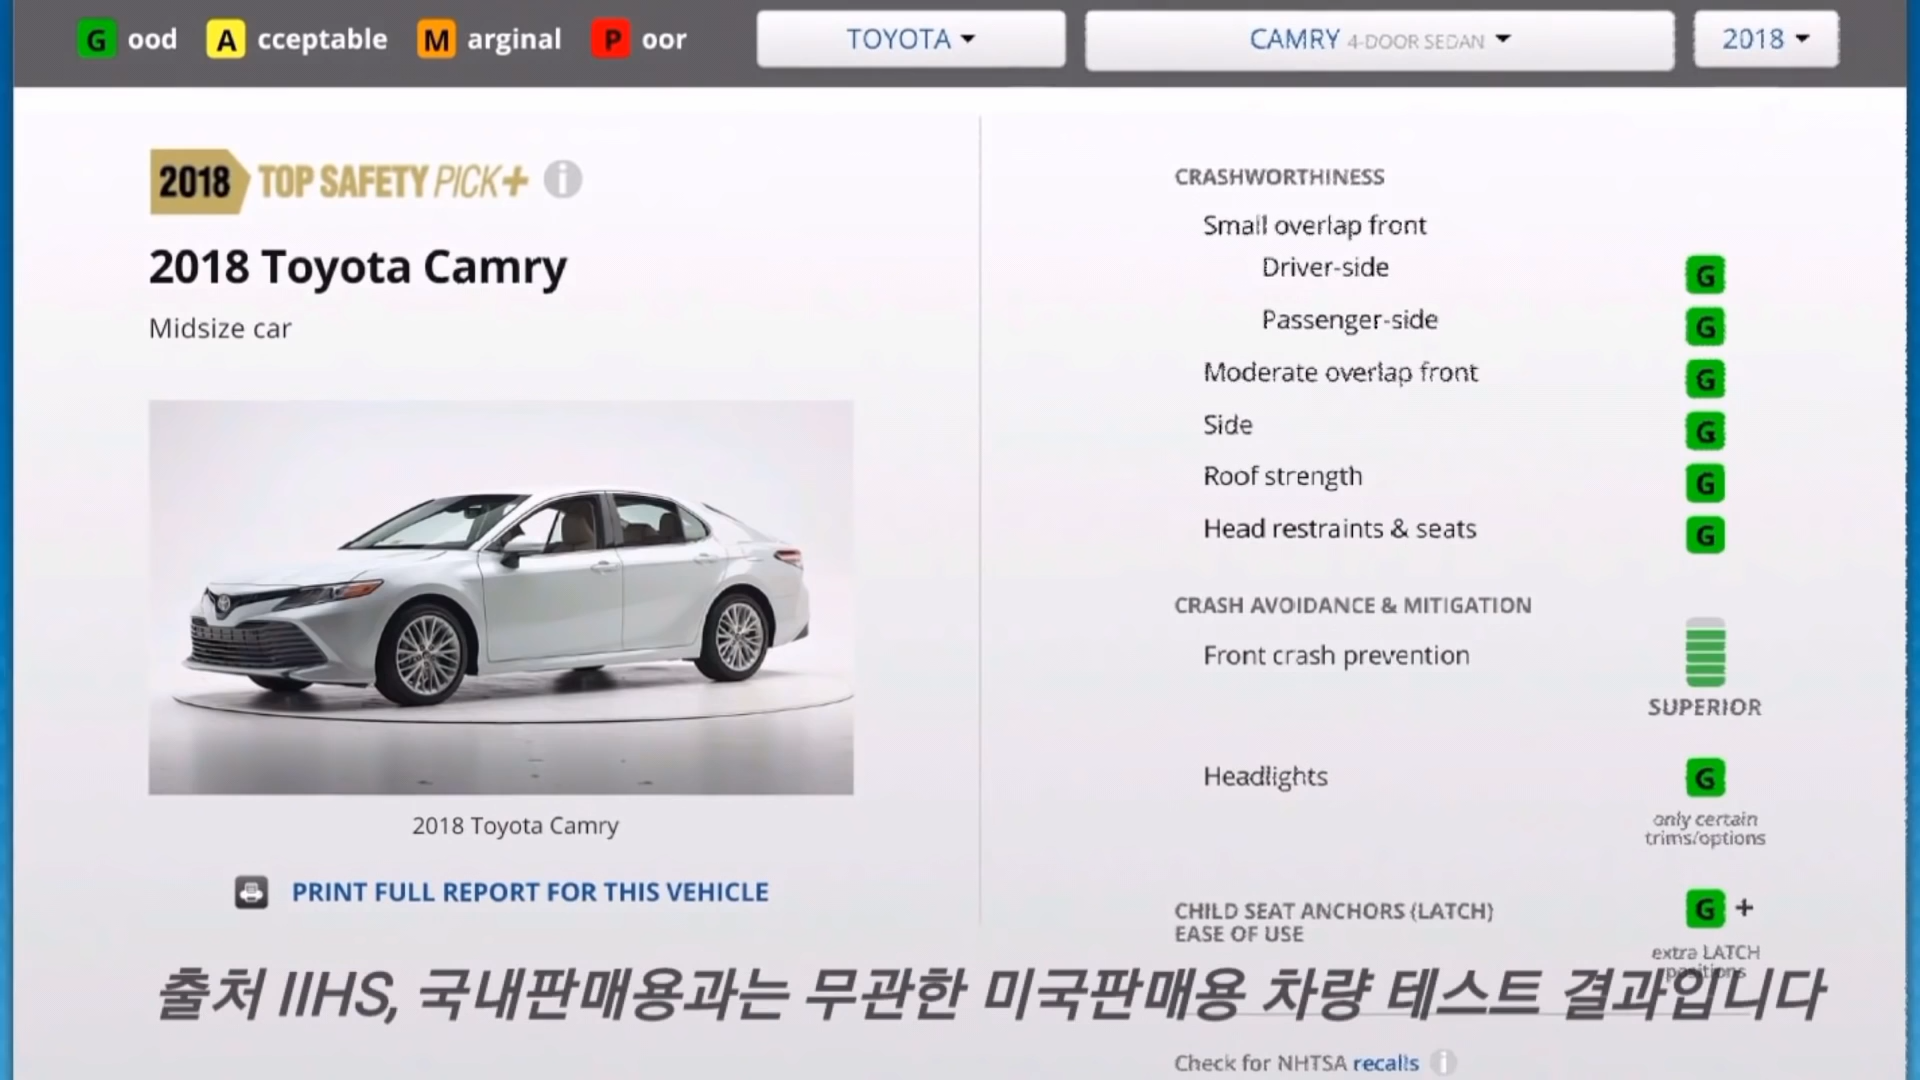 G ood A cceptable M arginal P oor TOYOTA CAMRY 4-DOOR SEDAN 2018
2018 TOP SAFETY PICK+ i
2018 Toyota Camry
Midsize car
2018 Toyota Camry
PRINT FULL REPORT FOR THIS VEHICLE
CRASHWORTHINESS
Small overlap front
Driver-side G
Passenger-side G
Moderate overlap front G
Side G
Roof strength G
Head restraints & seats G
CRASH AVOIDANCE & MITIGATION
Front crash prevention
SUPERIOR
Headlights G
only certain
trims/options
CHILD SEAT ANCHORS (LATCH) G +
EASE OF USE
extra LATCH
positions
출처 IIHS, 국내판매용과는 무관한 미국판매용 차량 테스트 결과입니다
Check for NHTSA recalls i